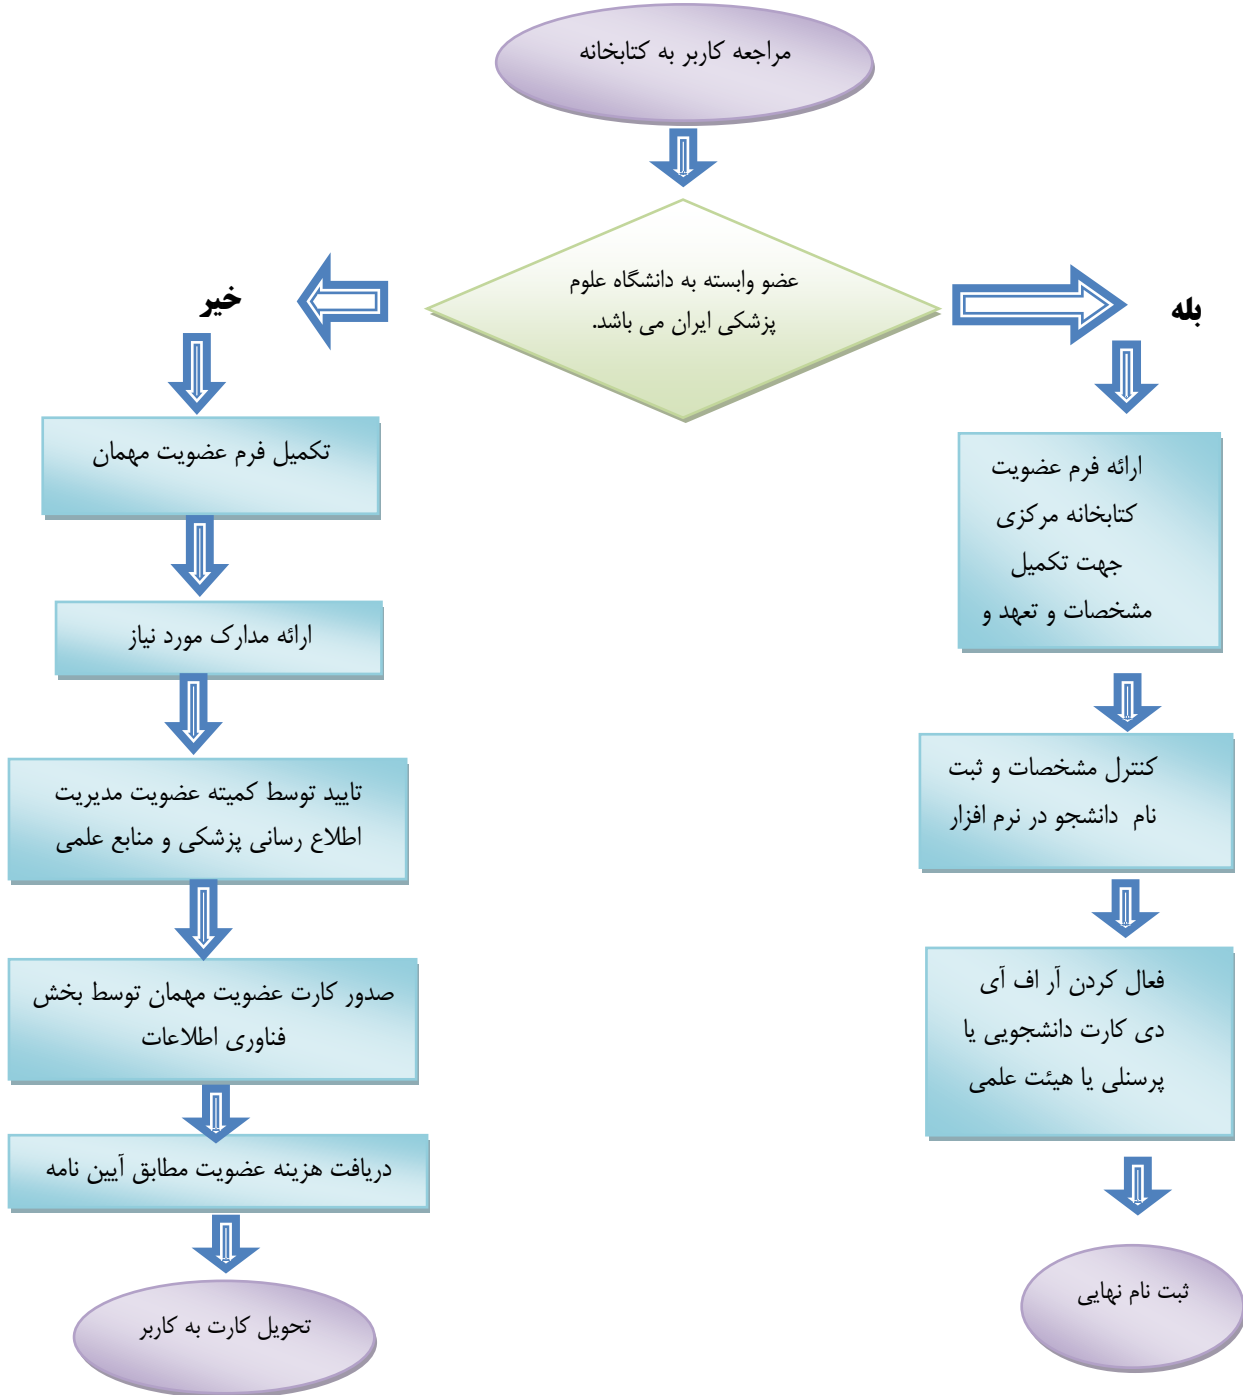 مراجعه کاربر به کتابخانه
عضو وابسته به دانشگاه علوم
پزشکی ایران می باشد.
بله
ارائه فرم عضویت
کتابخانه مرکزی
جهت تکمیل
مشخصات و تعهد و
کنترل مشخصات و ثبت
نام دانشجو در نرم افزار
فعال کردن آر اف آی
دی کارت دانشجویی یا
پرسنلی یا هیئت علمی
ثبت نام نهایی
خیر
تکمیل فرم عضویت مهمان
ارائه مدارک مورد نیاز
تایید توسط کمیته عضویت مدیریت
اطلاع رسانی پزشکی و منابع علمی
صدور کارت عضویت مهمان توسط بخش
فناوری اطلاعات
دریافت هزینه عضویت مطابق آیین نامه
تحویل کارت به کاربر